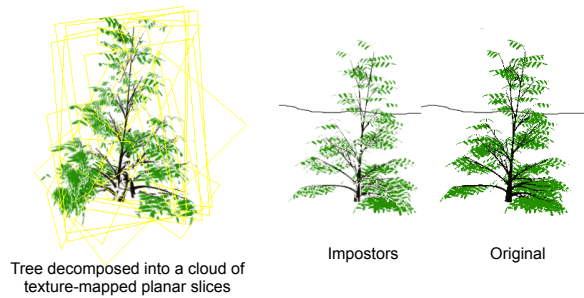 Tree decomposed into a cloud of
texture-mapped planar slices
Impostors
Original